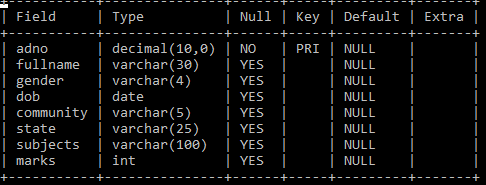 | Field | Type | Null | Key | Default | Extra |
| adno | decimal(10,0) | NO | PRI | NULL | |
| fullname | varchar(30) | YES | | NULL | |
| gender | varchar(4) | YES | | NULL | |
| dob | date | YES | | NULL | |
| community | varchar(5) | YES | | NULL | |
| state | varchar(25) | YES | | NULL | |
| subjects | varchar(100) | YES | | NULL | |
| marks | int | YES | | NULL | |